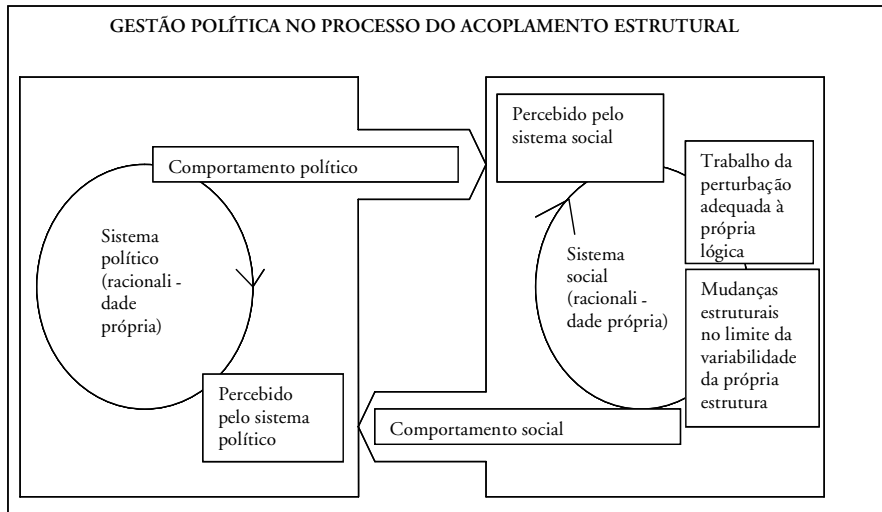 GESTÃO POLÍTICA NO PROCESSO DO ACOPLAMENTO ESTRUTURAL
Comportamento político
Sistema
político
(racionali -
dade
própria)
Percebido
pelo sistema
político
Percebido pelo
sistema social
Trabalho da
perturbação
adequada à
própria
lógica
Sistema
social
(racionali -
dade própria)
Mudanças
estruturais
no limite da
variabilidade
da própria
estrutura
Comportamento social